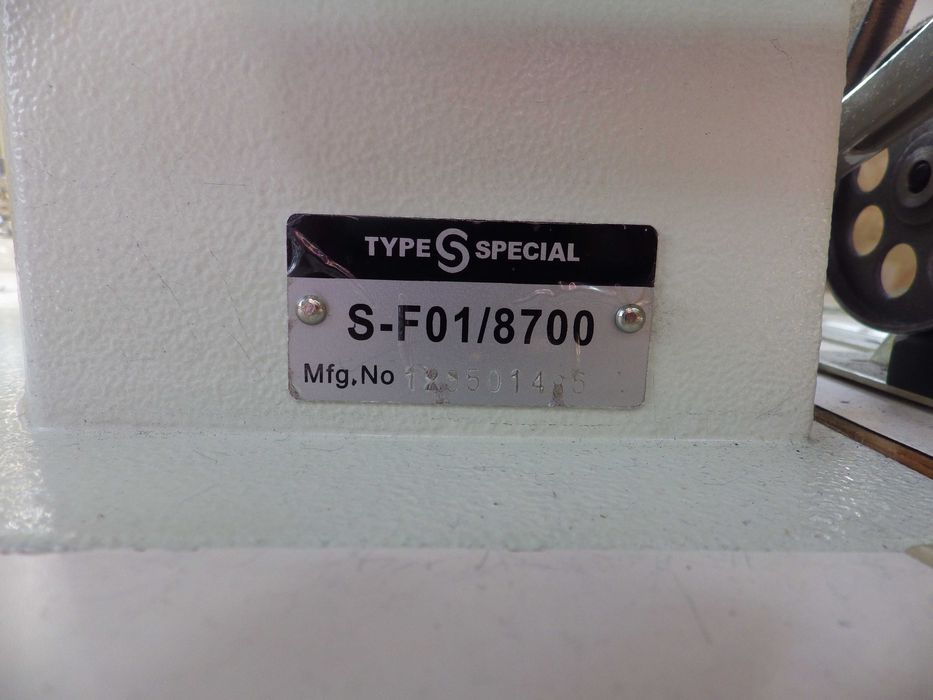 TYPE S SPECIAL
S-F01/8700
Mfg.No